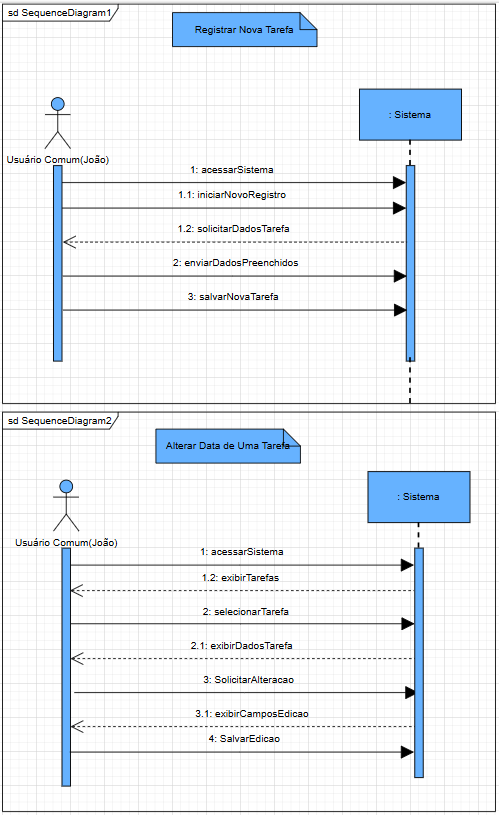 sd SequenceDiagram1
Registrar Nova Tarefa
: Sistema
Usuário Comum(João)
1: acessarSistema
1.1: iniciarNovoRegistro
1.2: solicitarDadosTarefa
2: enviarDadosPreenchidos
3: salvarNovaTarefa
sd SequenceDiagram2
Alterar Data de Uma Tarefa
: Sistema
Usuário Comum(João)
1: acessarSistema
1.2: exibirTarefas
2: selecionarTarefa
2.1: exibirDadosTarefa
3: SolicitarAlteracao
3.1: exibirCamposEdicao
4: SalvarEdicao